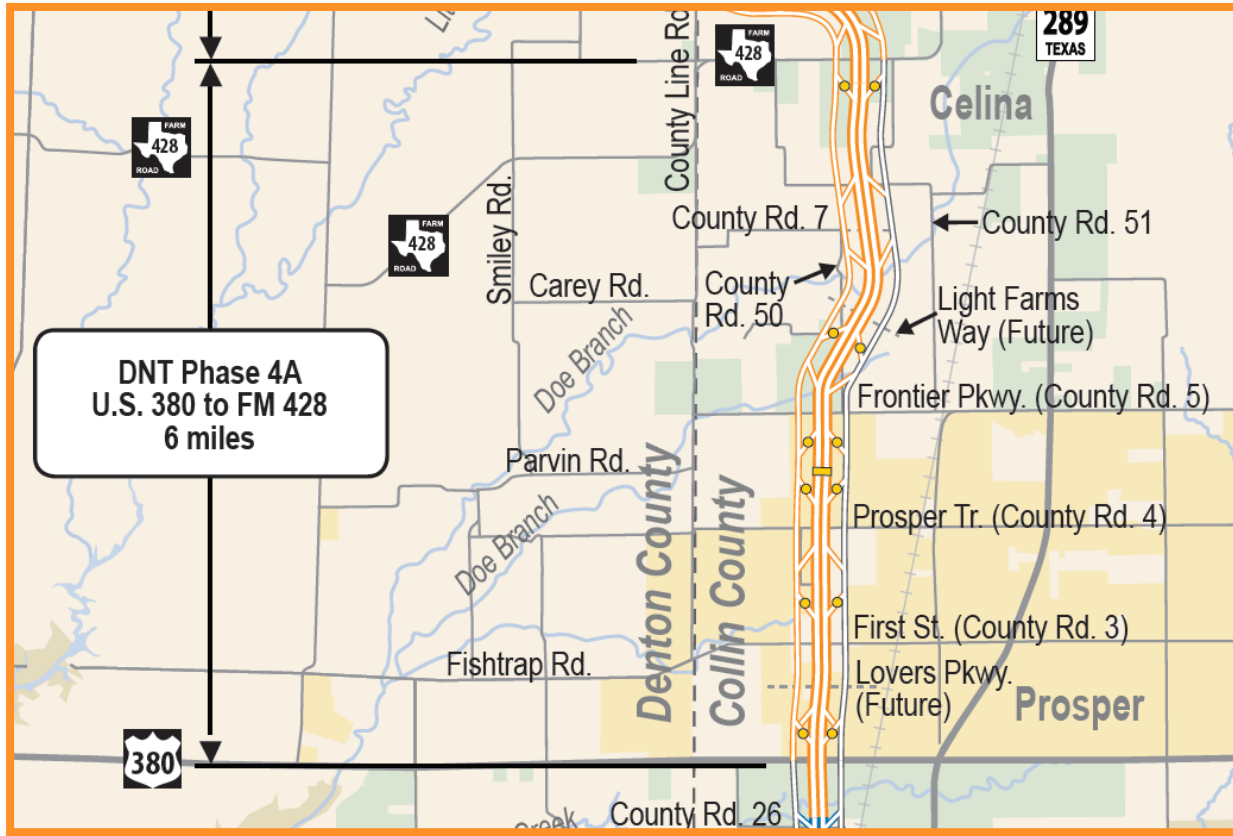 Lit
428
County Line Rd.
289
TEXAS
Celina
FARM
428
ROAD
FARM
428
ROAD
Smiley Rd.
County Rd. 7
County Rd. 51
Carey Rd.
County
Rd. 50
Light Farms
Way (Future)
DNT Phase 4A
U.S. 380 to FM 428
6 miles
Doe Branch
Frontier Pkwy. (County Rd. 5)
Parvin Rd.
Doe Branch
Denton County
Collin County
Prosper Tr. (County Rd. 4)
First St. (County Rd. 3)
Fishtrap Rd.
Lovers Pkwy.
(Future)
Prosper
380
County Rd. 26
Creek